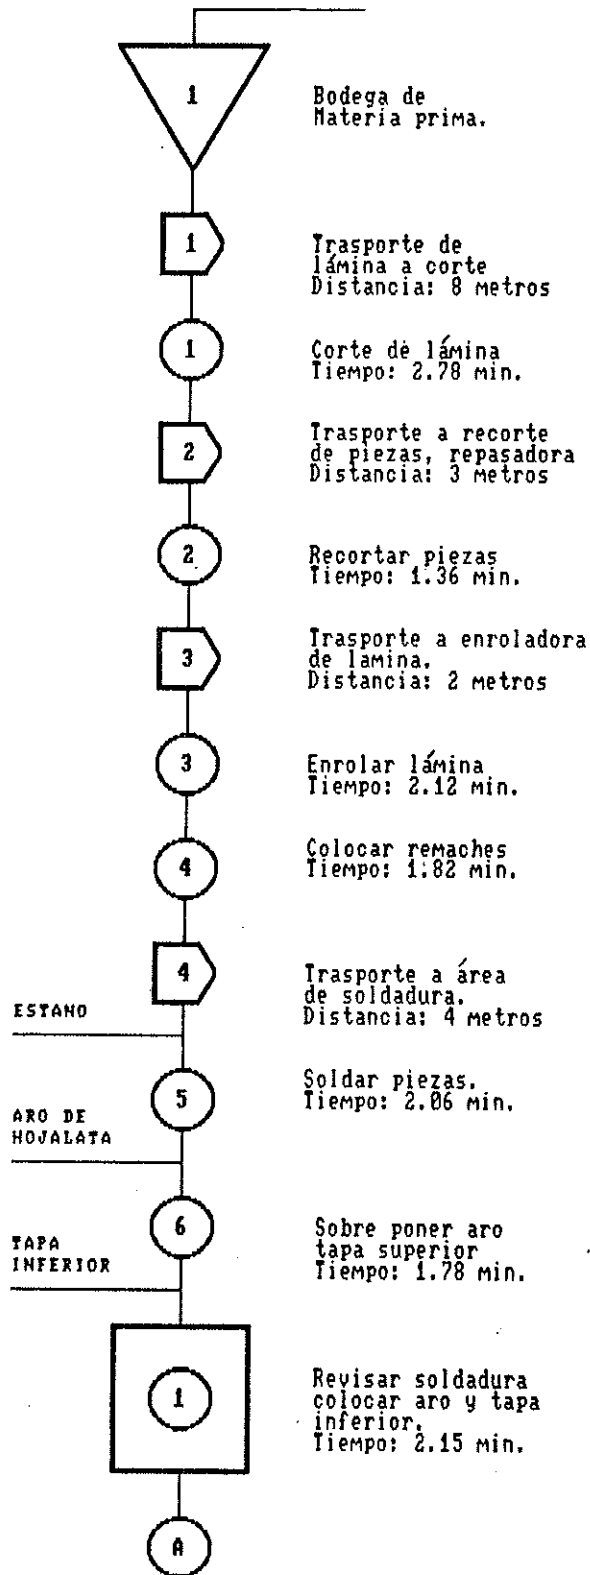 1
Bodega de
Materia prima.
1
Trasporte de
lámina a corte
Distancia: 8 metros
1
Corte de lámina
Tiempo: 2.78 min.
2
Trasporte a recorte
de piezas, repasadora
Distancia: 3 metros
2
Recortar piezas
Tiempo: 1.36 min.
3
Trasporte a enroladora
de lamina.
Distancia: 2 metros
3
Enrolar lámina
Tiempo: 2.12 min.
4
Colocar remaches
Tiempo: 1.82 min.
4
Trasporte a área
de soldadura.
Distancia: 4 metros
ESTANO
5
Soldar piezas.
Tiempo: 2.06 min.
ARO DE
HOJALATA
6
Sobre poner aro
tapa superior
Tiempo: 1.78 min.
TAPA
INFERIOR
1
Revisar soldadura
colocar aro y tapa
inferior.
Tiempo: 2.15 min.
A